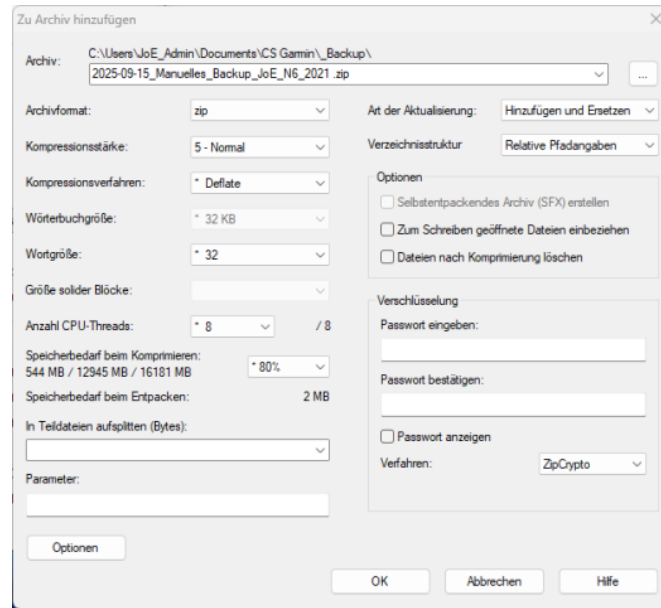 Zu Archiv hinzufügen
Archiv:
C:\Users\JoE_Admin\Documents\CS Garmin\_Backup\
2025-09-15_Manuelles_Backup_JoE_N6_2021 .zip
...
Archivformat:
zip
Kompressionsstärke:
5 - Normal
Kompressionsverfahren:
* Deflate
Wörterbuchgröße:
* 32 KB
Wortgröße:
* 32
Größe solider Blöcke:
Anzahl CPU-Threads:
* 8
/ 8
Speicherbedarf beim Komprimieren:
544 MB / 12945 MB / 16181 MB
* 80%
Speicherbedarf beim Entpacken:
2 MB
In Teildateien aufsplitten (Bytes):
Parameter:
Optionen
Art der Aktualisierung:
Hinzufügen und Ersetzen
Verzeichnisstruktur
Relative Pfadangaben
Optionen
Selbstentpackendes Archiv (SFX) erstellen
Zum Schreiben geöffnete Dateien einbeziehen
Dateien nach Komprimierung löschen
Verschlüsselung
Passwort eingeben:
Passwort bestätigen:
Passwort anzeigen
Verfahren:
ZipCrypto
OK
Abbrechen
Hilfe